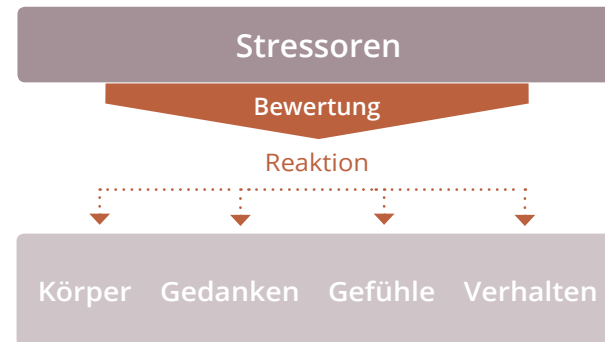 Stressoren
Bewertung
Reaktion
Körper Gedanken Gefühle Verhalten